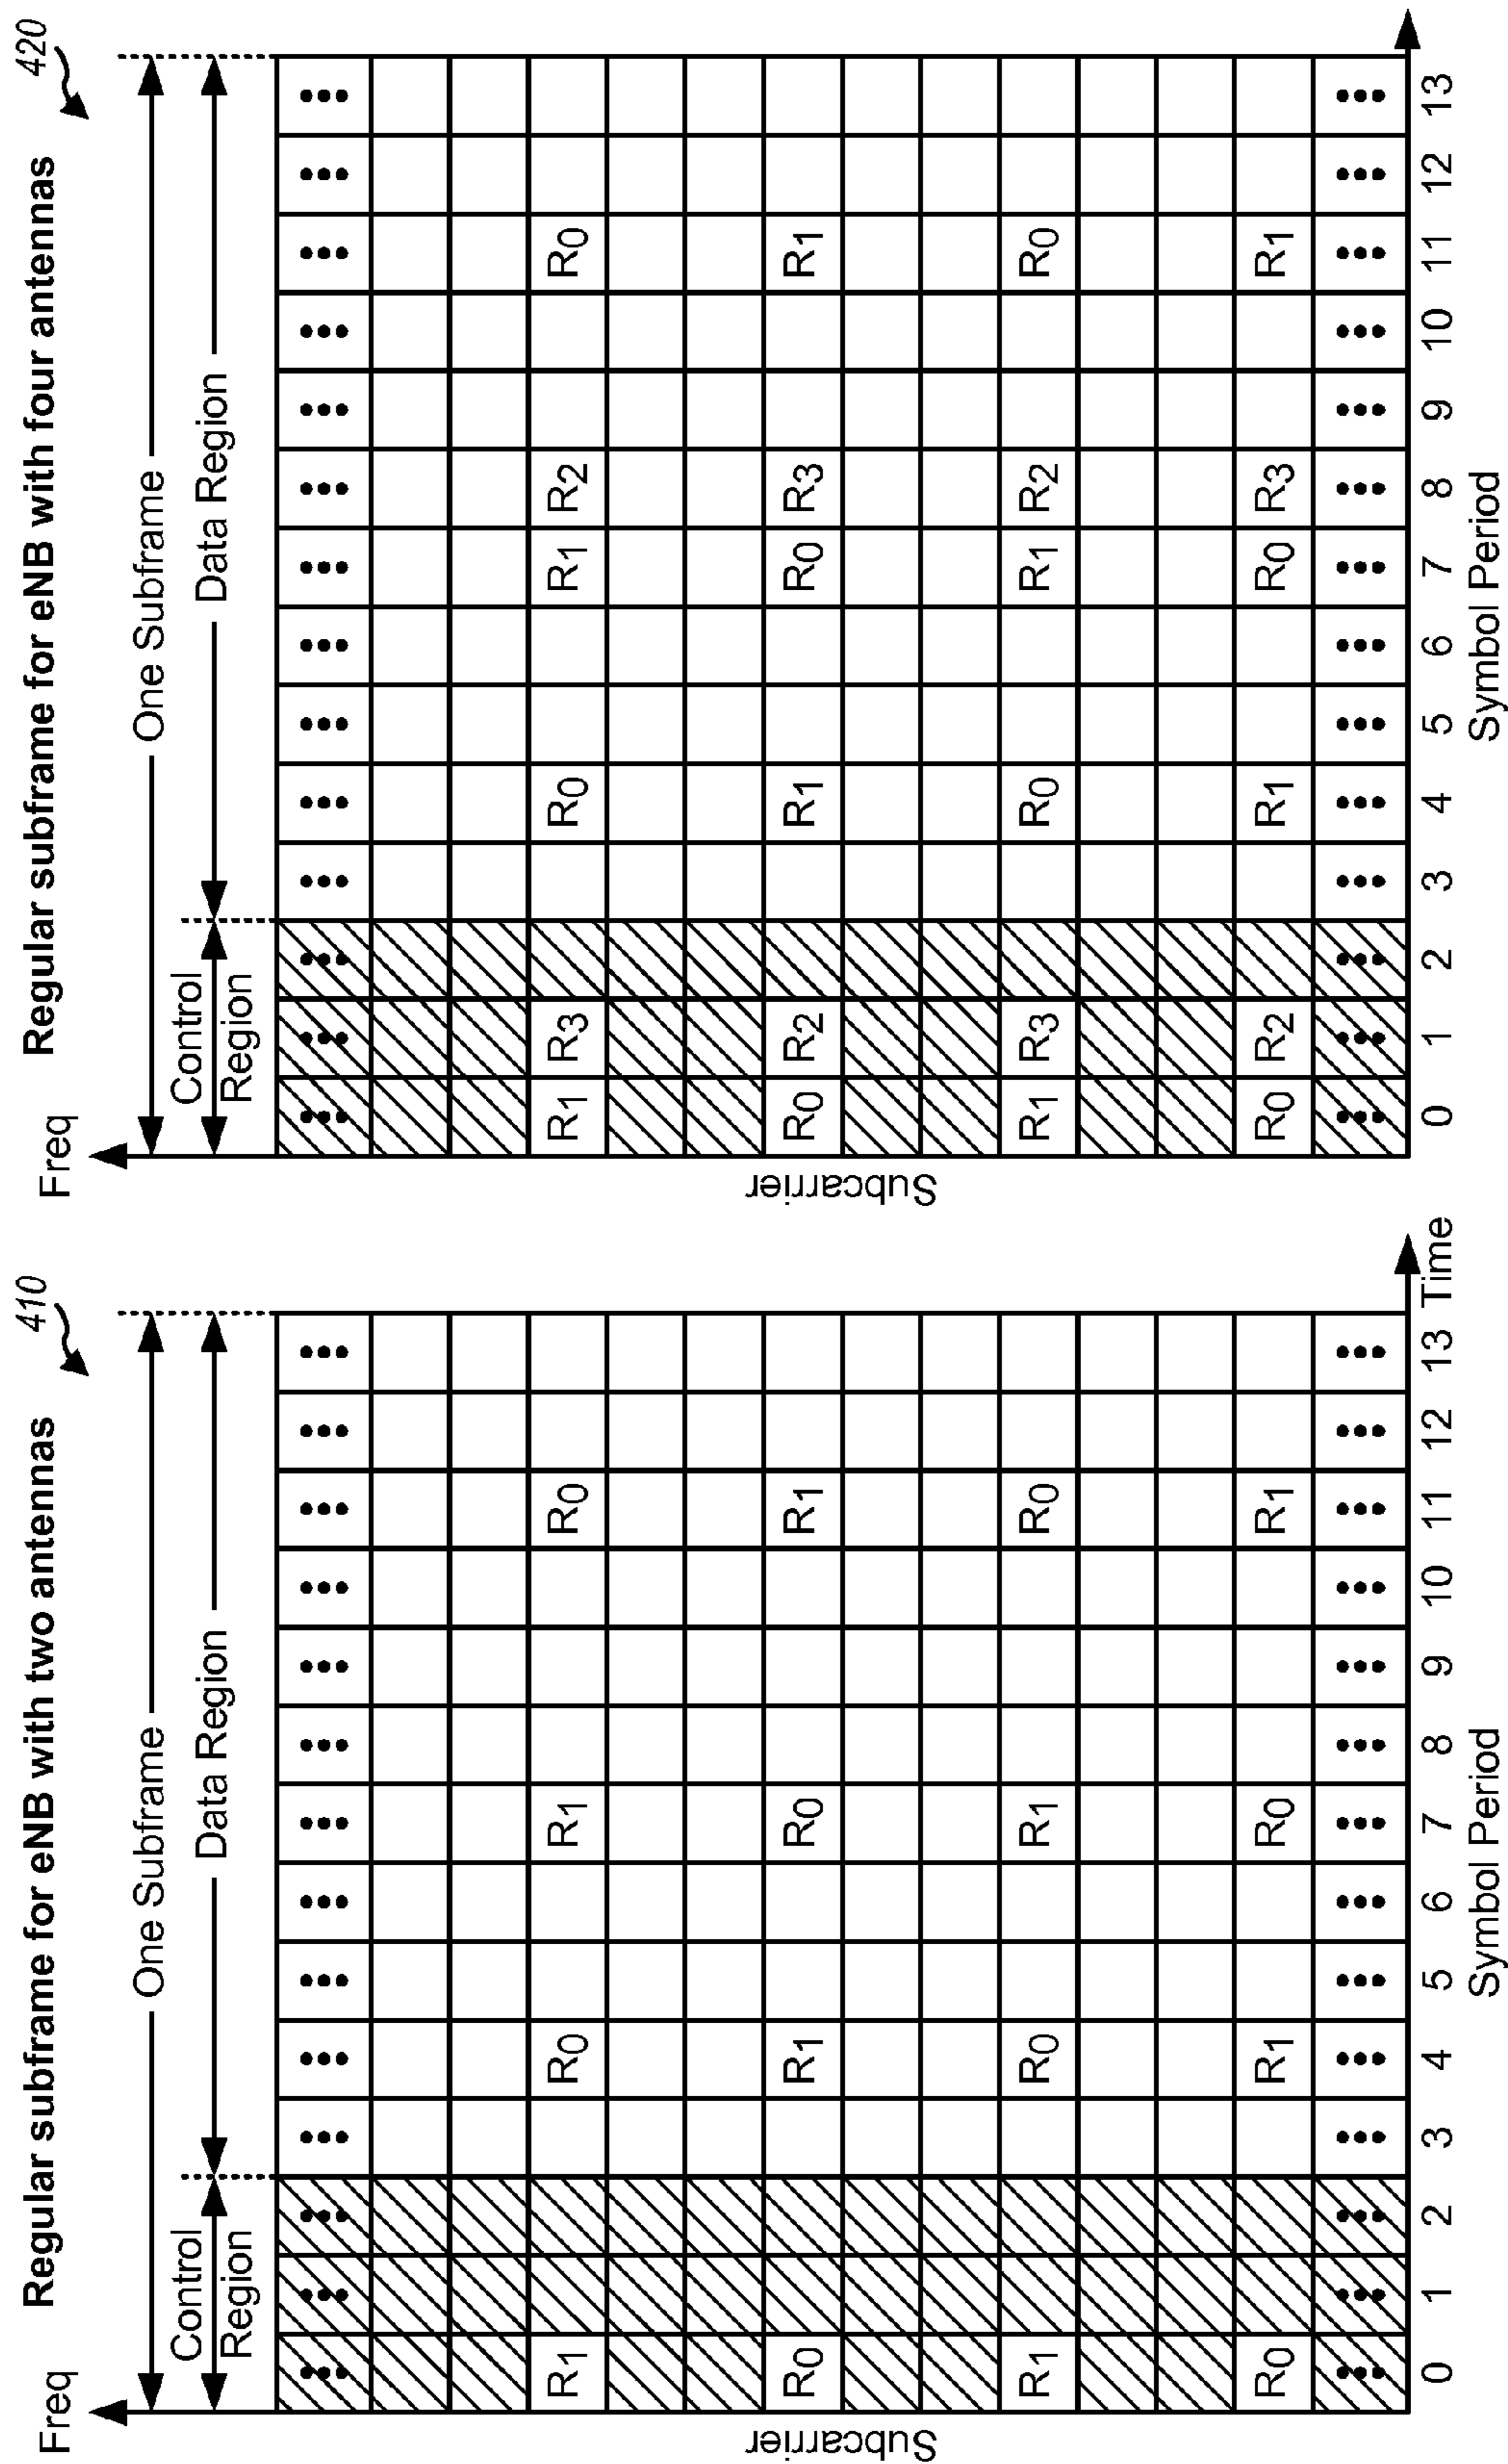 Regular subframe for eNB with two antennas
410
Freq
One Subframe
Control
Region
Data Region
Subcarrier
••• ••• ••• ••• ••• ••• ••• ••• ••• ••• ••• ••• ••• •••
R1 R0 R1 R0
R0 R1 R0 R1
R1 R0 R1 R0
R0 R1 R0 R1
••• ••• ••• ••• ••• ••• ••• ••• ••• ••• ••• ••• ••• •••
0 1 2 3 4 5 6 7 8 9 10 11 12 13
Time
Symbol Period
Regular subframe for eNB with four antennas
420
Freq
One Subframe
Control
Region
Data Region
Subcarrier
••• ••• ••• ••• ••• ••• ••• ••• ••• ••• ••• ••• ••• •••
R1 R3 R0 R1 R2 R0
R0 R2 R1 R0 R3 R1
R1 R3 R0 R1 R2 R0
R0 R2 R1 R0 R3 R1
••• ••• ••• ••• ••• ••• ••• ••• ••• ••• ••• ••• ••• •••
0 1 2 3 4 5 6 7 8 9 10 11 12 13
Symbol Period